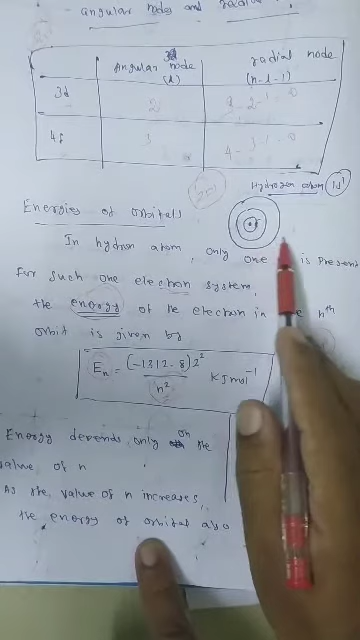 - angular nodes and radial
Angular node (l)
radial node (n-l-1)
3d
2
3-2-1=0
4f
3
4-3-1=0
Hydrogen atom 1s¹
Energies of orbitals
In hydron atom, only one is present
for such one electron system,
the energy of the electron in the nth
orbit is given by
En = (-1312.8) Z² / n² KJ mol⁻¹
Energy depends only on the
value of n
As the value of n increases,
the energy of orbital also